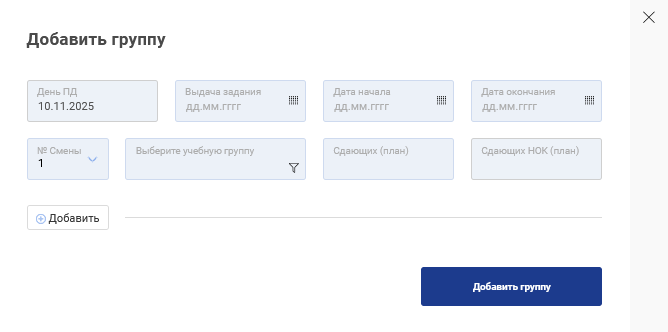 Добавить группу
День ПД
10.11.2025
Выдача задания
дд.мм.гггг
Дата начала
дд.мм.гггг
Дата окончания
дд.мм.гггг
№ Смены
1
Выберите учебную группу
Сдающих (план)
Сдающих НОК (план)
Добавить
Добавить группу